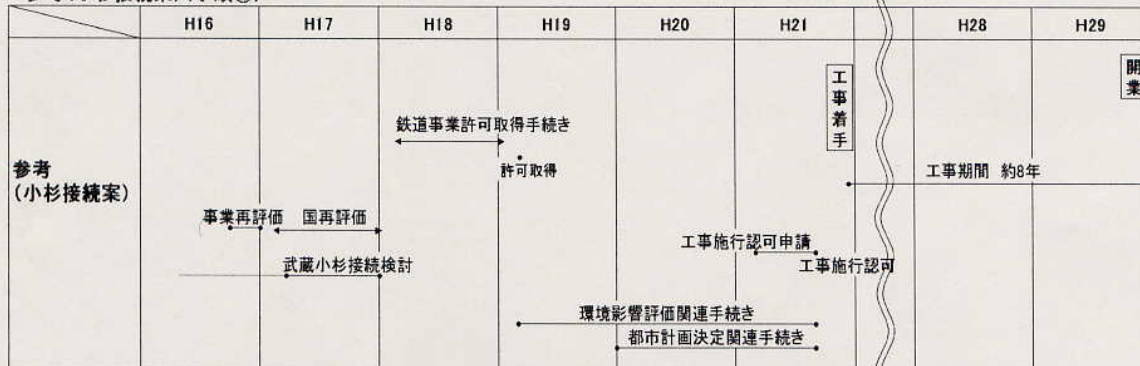 H16 H17 H18 H19 H20 H21 H28 H29
工事着手
開業
鉄道事業許可取得手続き
許可取得
参考
(小杉接続案)
工事期間 約8年
事業再評価 国再評価
工事施行認可申請
武蔵小杉接続検討
工事施行認可
環境影響評価関連手続き
都市計画決定関連手続き